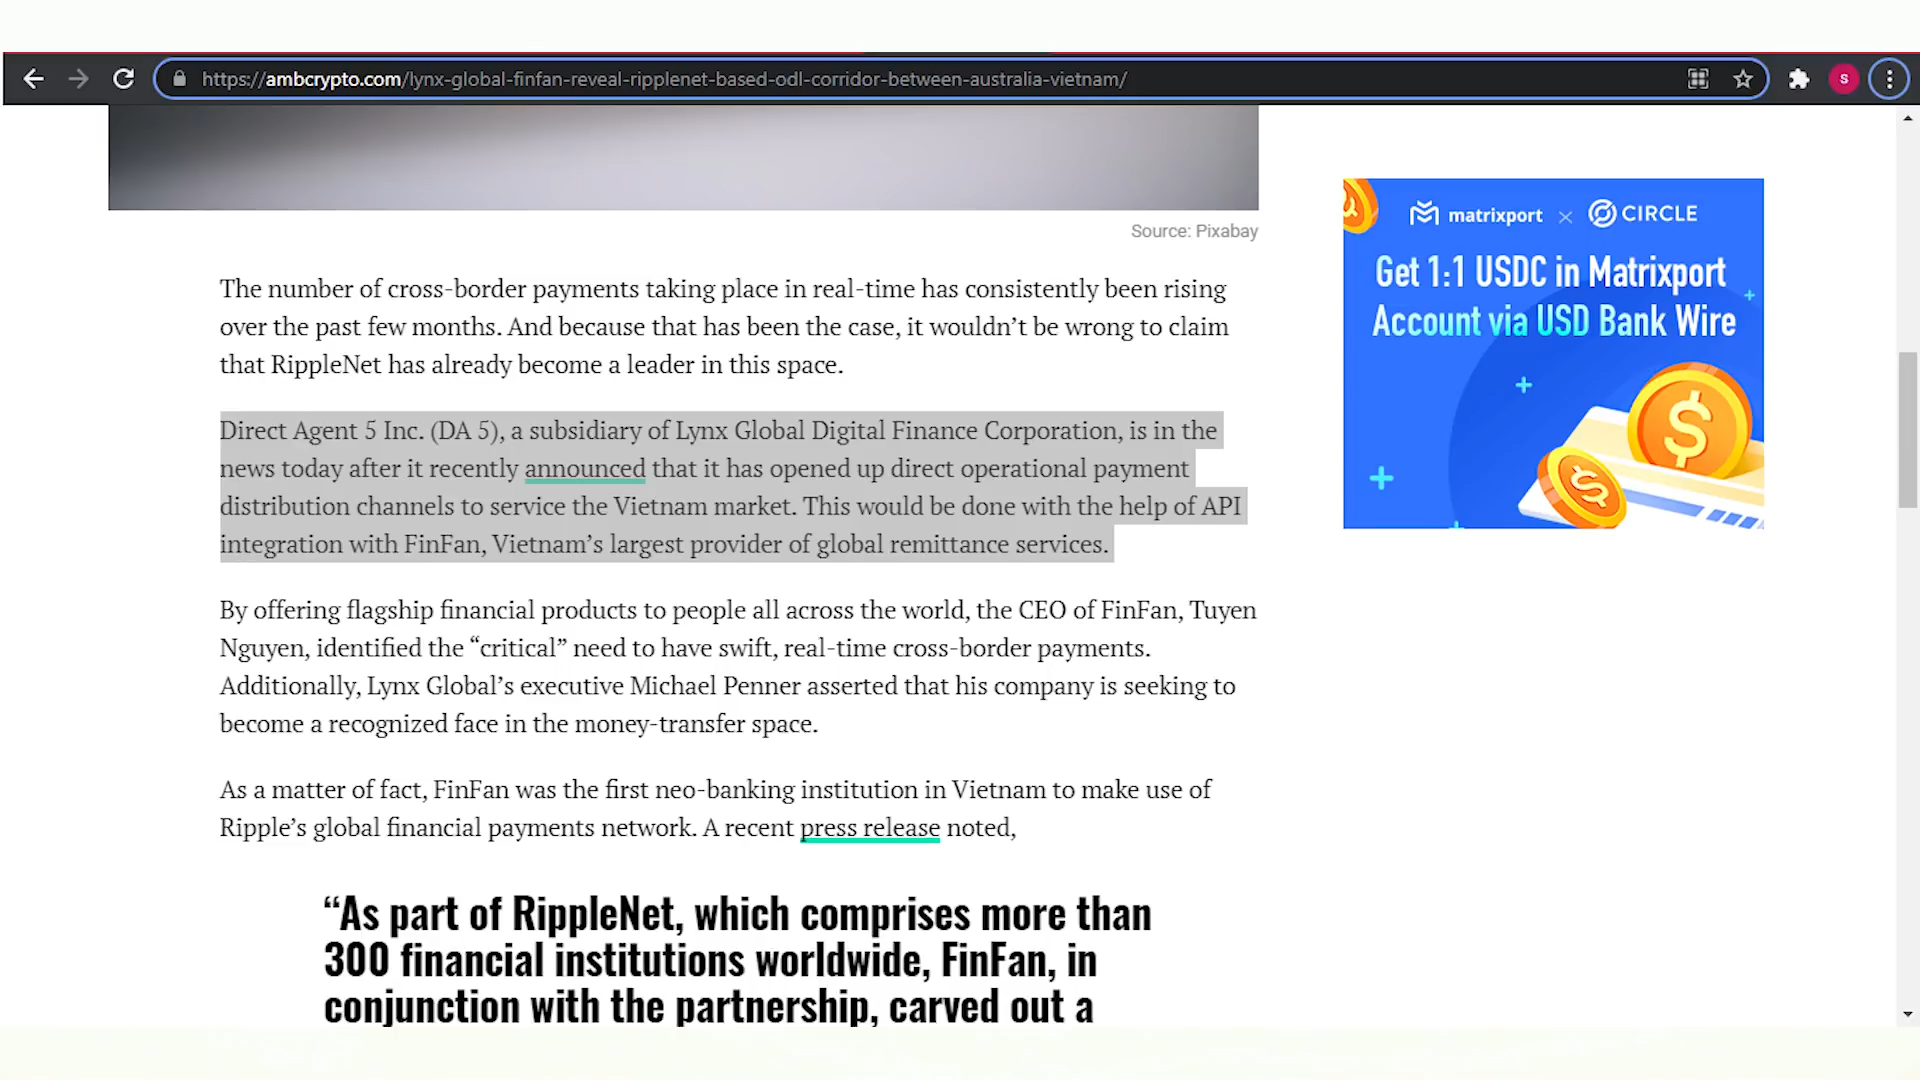 https://ambcrypto.com/lynx-global-finfan-reveal-ripplenet-based-odl-corridor-between-australia-vietnam/
S
Source: Pixabay
matrixport × CIRCLE
Get 1:1 USDC in Matrixport
Account via USD Bank Wire
The number of cross-border payments taking place in real-time has consistently been rising
over the past few months. And because that has been the case, it wouldn’t be wrong to claim
that RippleNet has already become a leader in this space.
Direct Agent 5 Inc. (DA 5), a subsidiary of Lynx Global Digital Finance Corporation, is in the
news today after it recently announced that it has opened up direct operational payment
distribution channels to service the Vietnam market. This would be done with the help of API
integration with FinFan, Vietnam’s largest provider of global remittance services.
By offering flagship financial products to people all across the world, the CEO of FinFan, Tuyen
Nguyen, identified the “critical” need to have swift, real-time cross-border payments.
Additionally, Lynx Global’s executive Michael Penner asserted that his company is seeking to
become a recognized face in the money-transfer space.
As a matter of fact, FinFan was the first neo-banking institution in Vietnam to make use of
Ripple’s global financial payments network. A recent press release noted,
“As part of RippleNet, which comprises more than
300 financial institutions worldwide, FinFan, in
conjunction with the partnership, carved out a